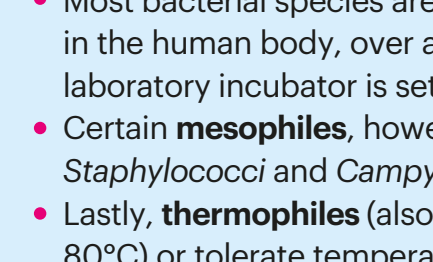 • Most bacterial species are
in the human body, over a
laboratory incubator is set
• Certain mesophiles, howe
Staphylococci and Campy
• Lastly, thermophiles (also
80°C) or tolerate tempera